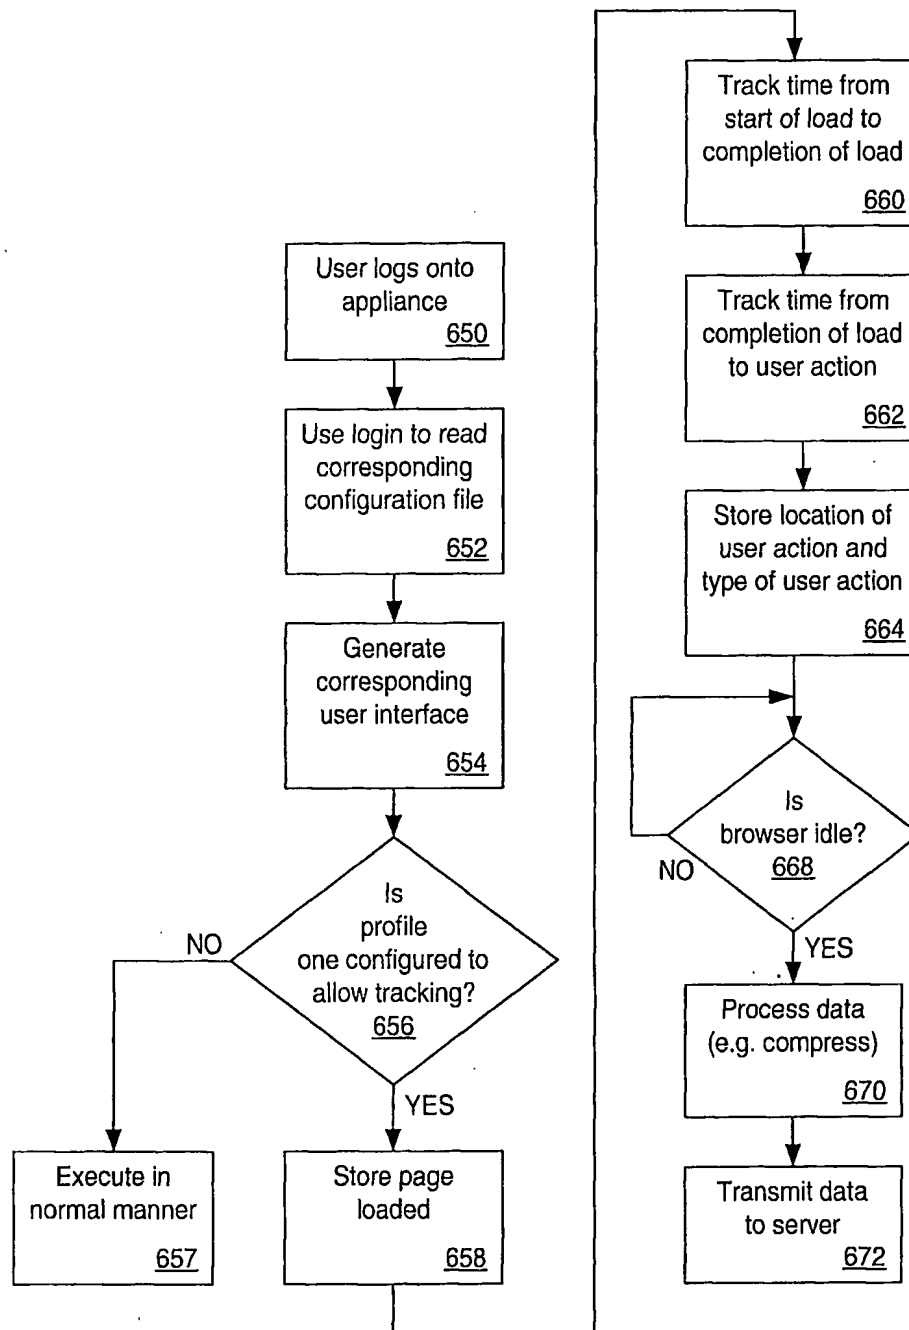 User logs onto
appliance
650
Use login to read
corresponding
configuration file
652
Generate
corresponding
user interface
654
Is
profile
one configured to
allow tracking?
656
NO
YES
Execute in
normal manner
657
Store page
loaded
658
Track time from
start of load to
completion of load
660
Track time from
completion of load
to user action
662
Store location of
user action and
type of user action
664
Is
browser idle?
668
NO
YES
Process data
(e.g. compress)
670
Transmit data
to server
672